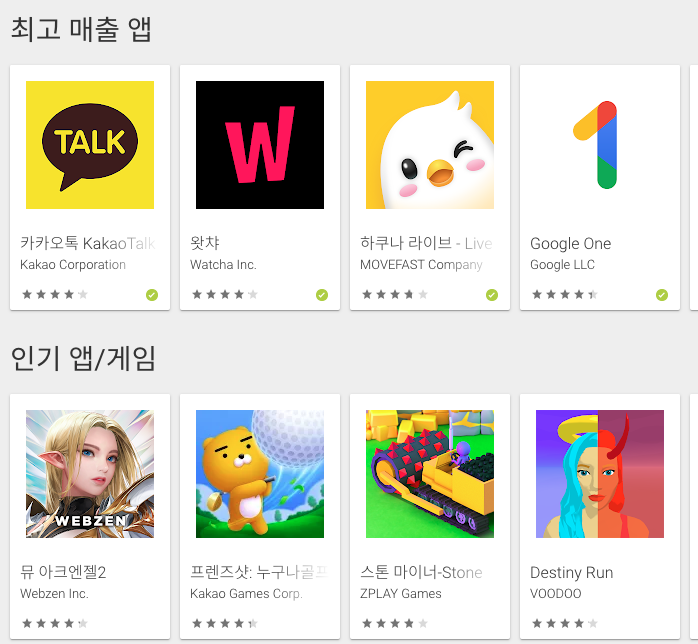 최고 매출 앱
TALK
W
카카오톡 KakaoTalk
Kakao Corporation
왓챠
Watcha Inc.
하쿠나 라이브 - Live
MOVEFAST Company
Google One
Google LLC
인기 앱/게임
WEBZEN
뮤 아크엔젤2
Webzen Inc.
프렌즈샷: 누구나골프
Kakao Games Corp.
스톤 마이너-Stone
ZPLAY Games
Destiny Run
VOODOO